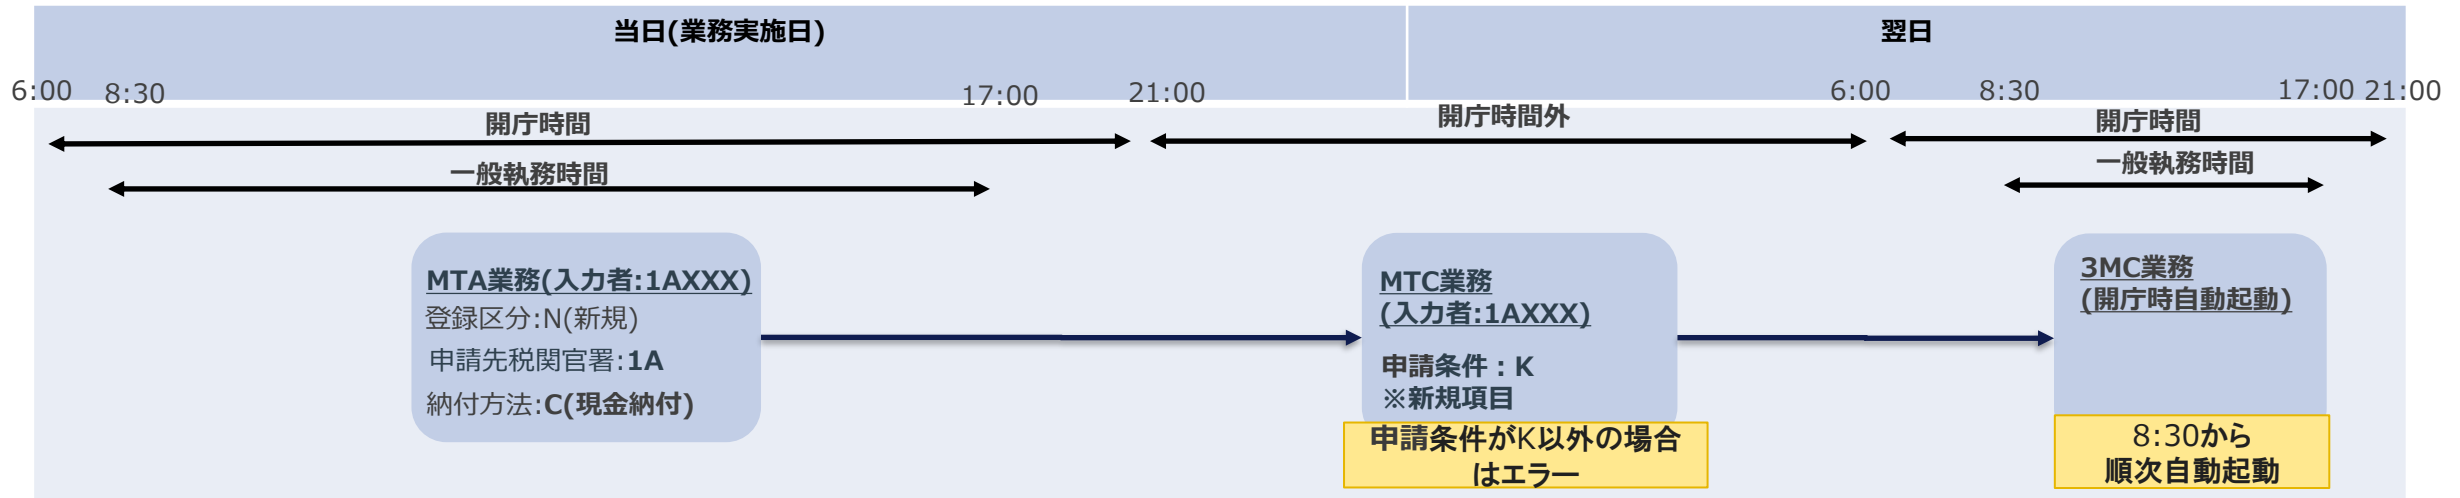 当日(業務実施日)
翌日
6:00
8:30
17:00
21:00
6:00
8:30
17:00
21:00
開庁時間
開庁時間外
開庁時間
一般執務時間
一般執務時間
MTA業務(入力者:1AXXX)
登録区分:N(新規)
申請先税関官署:1A
納付方法:C(現金納付)
MTC業務
(入力者:1AXXX)
申請条件：K
※新規項目
申請条件がK以外の場合
はエラー
3MC業務
(開庁時自動起動)
8:30から
順次自動起動